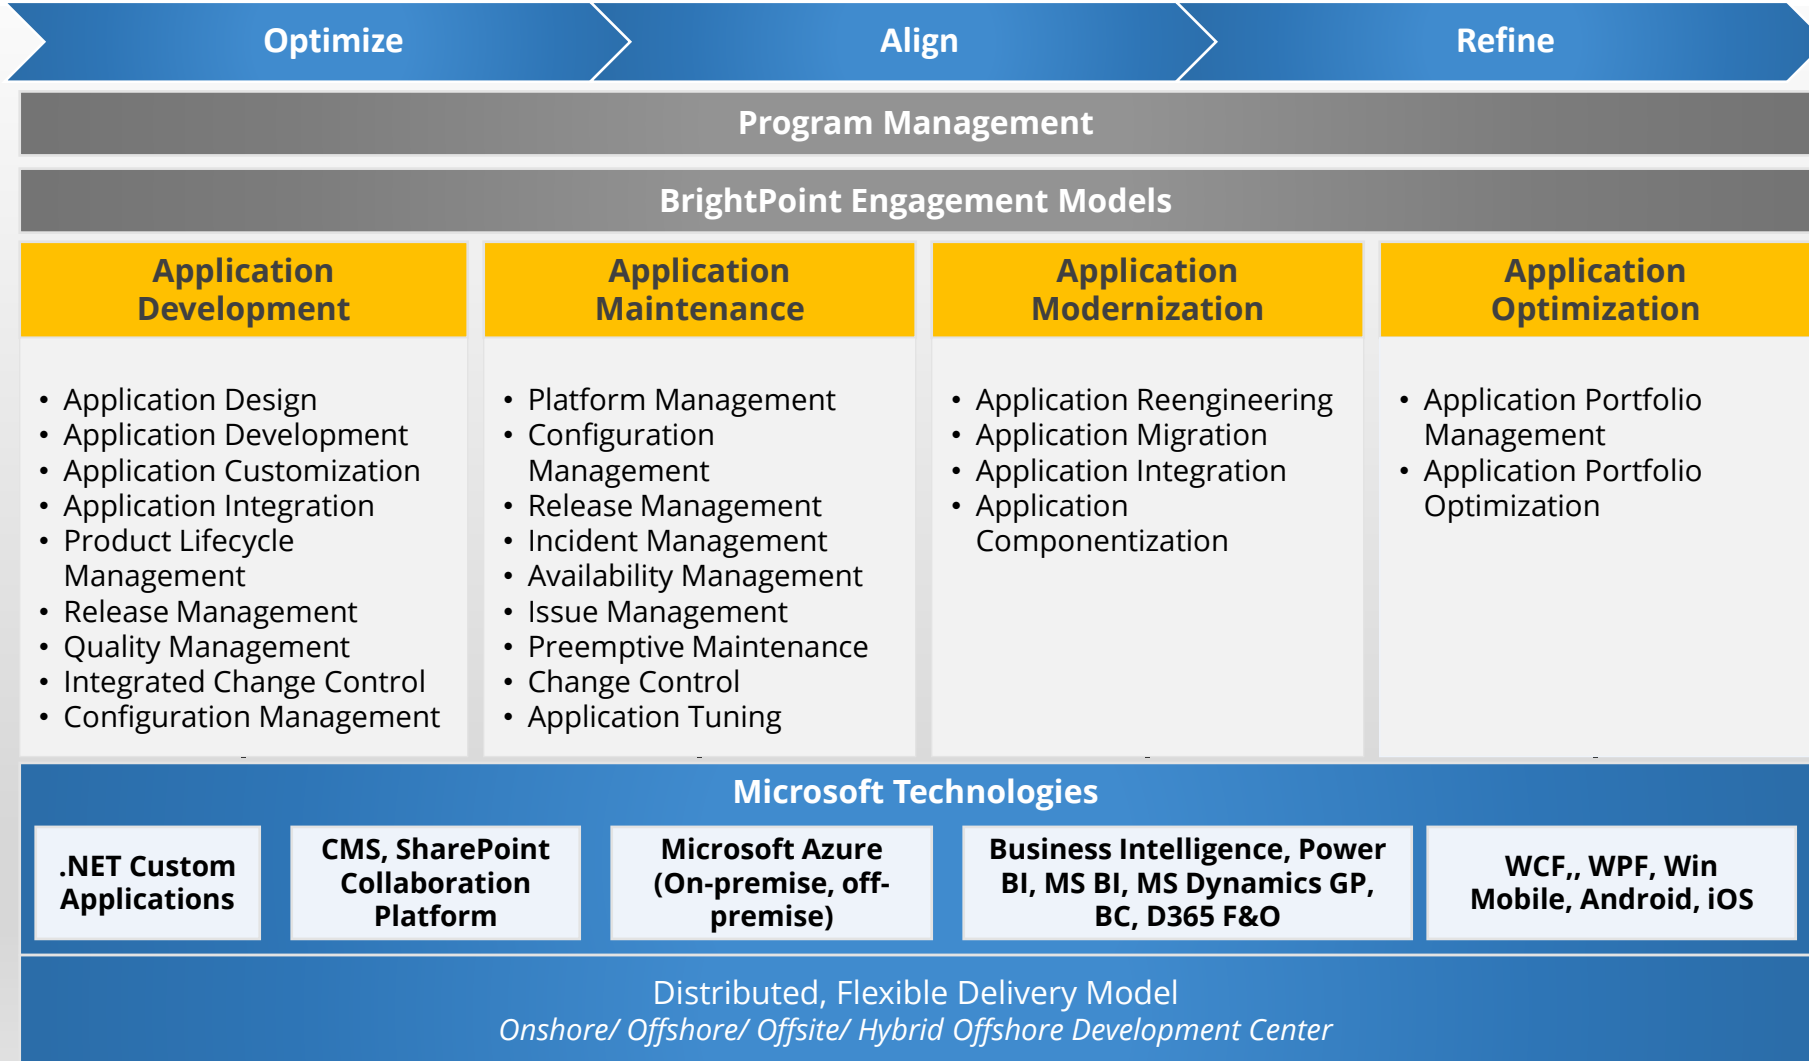 Optimize
Align
Refine
Program Management
BrightPoint Engagement Models
Application
Development
• Application Design
• Application Development
• Application Customization
• Application Integration
• Product Lifecycle
Management
• Release Management
• Quality Management
• Integrated Change Control
• Configuration Management
Application
Maintenance
• Platform Management
• Configuration
Management
• Release Management
• Incident Management
• Availability Management
• Issue Management
• Preemptive Maintenance
• Change Control
• Application Tuning
Application
Modernization
• Application Reengineering
• Application Migration
• Application Integration
• Application
Componentization
Application
Optimization
• Application Portfolio
Management
• Application Portfolio
Optimization
Microsoft Technologies
.NET Custom
Applications
CMS, SharePoint
Collaboration
Platform
Microsoft Azure
(On-premise, off-
premise)
Business Intelligence, Power
BI, MS BI, MS Dynamics GP,
BC, D365 F&O
WCF,, WPF, Win
Mobile, Android, iOS
Distributed, Flexible Delivery Model
Onshore/ Offshore/ Offsite/ Hybrid Offshore Development Center